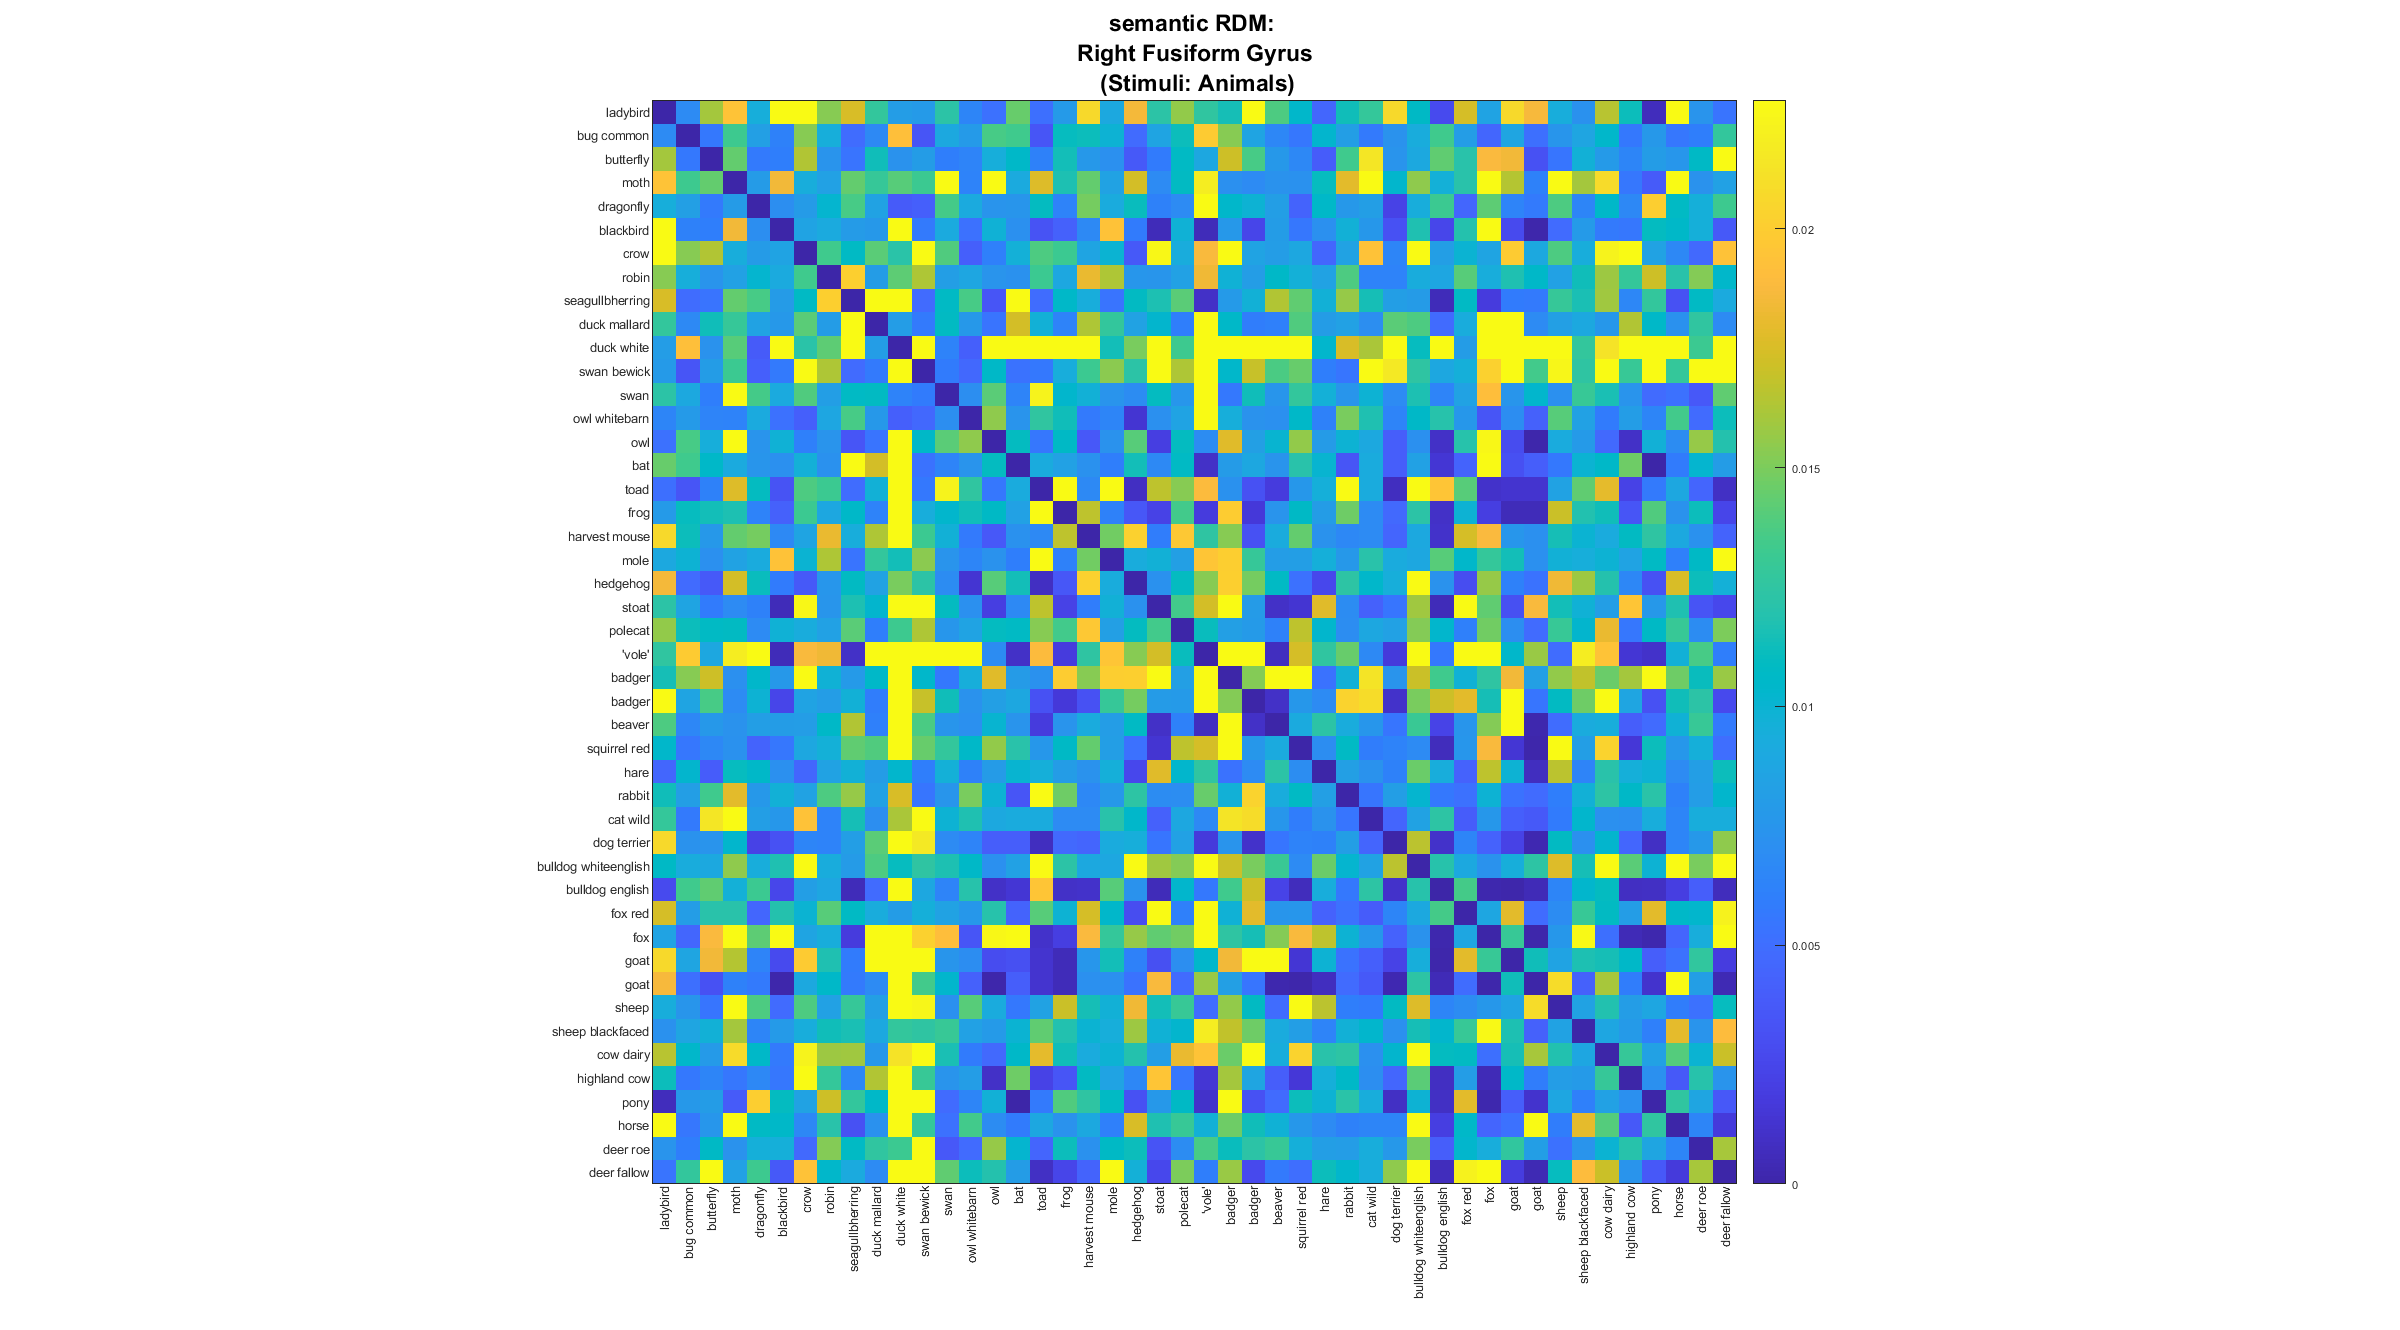 semantic RDM:
Right Fusiform Gyrus
(Stimuli: Animals)
ladybird
bug common
butterfly
moth
dragonfly
blackbird
crow
robin
seagullbherring
duck mallard
duck white
swan bewick
swan
owl whitebarn
owl
bat
toad
frog
harvest mouse
mole
hedgehog
stoat
polecat
'vole'
badger
badger
beaver
squirrel red
hare
rabbit
cat wild
dog terrier
bulldog whiteenglish
bulldog english
fox red
fox
goat
goat
sheep
sheep blackfaced
cow dairy
highland cow
pony
horse
deer roe
deer fallow
ladybird
bug common
butterfly
moth
dragonfly
blackbird
crow
robin
seagullbherring
duck mallard
duck white
swan bewick
swan
owl whitebarn
owl
bat
toad
frog
harvest mouse
mole
hedgehog
stoat
polecat
'vole'
badger
badger
beaver
squirrel red
hare
rabbit
cat wild
dog terrier
bulldog whiteenglish
bulldog english
fox red
fox
goat
goat
sheep
sheep blackfaced
cow dairy
highland cow
pony
horse
deer roe
deer fallow
0.02
0.015
0.01
0.005
0